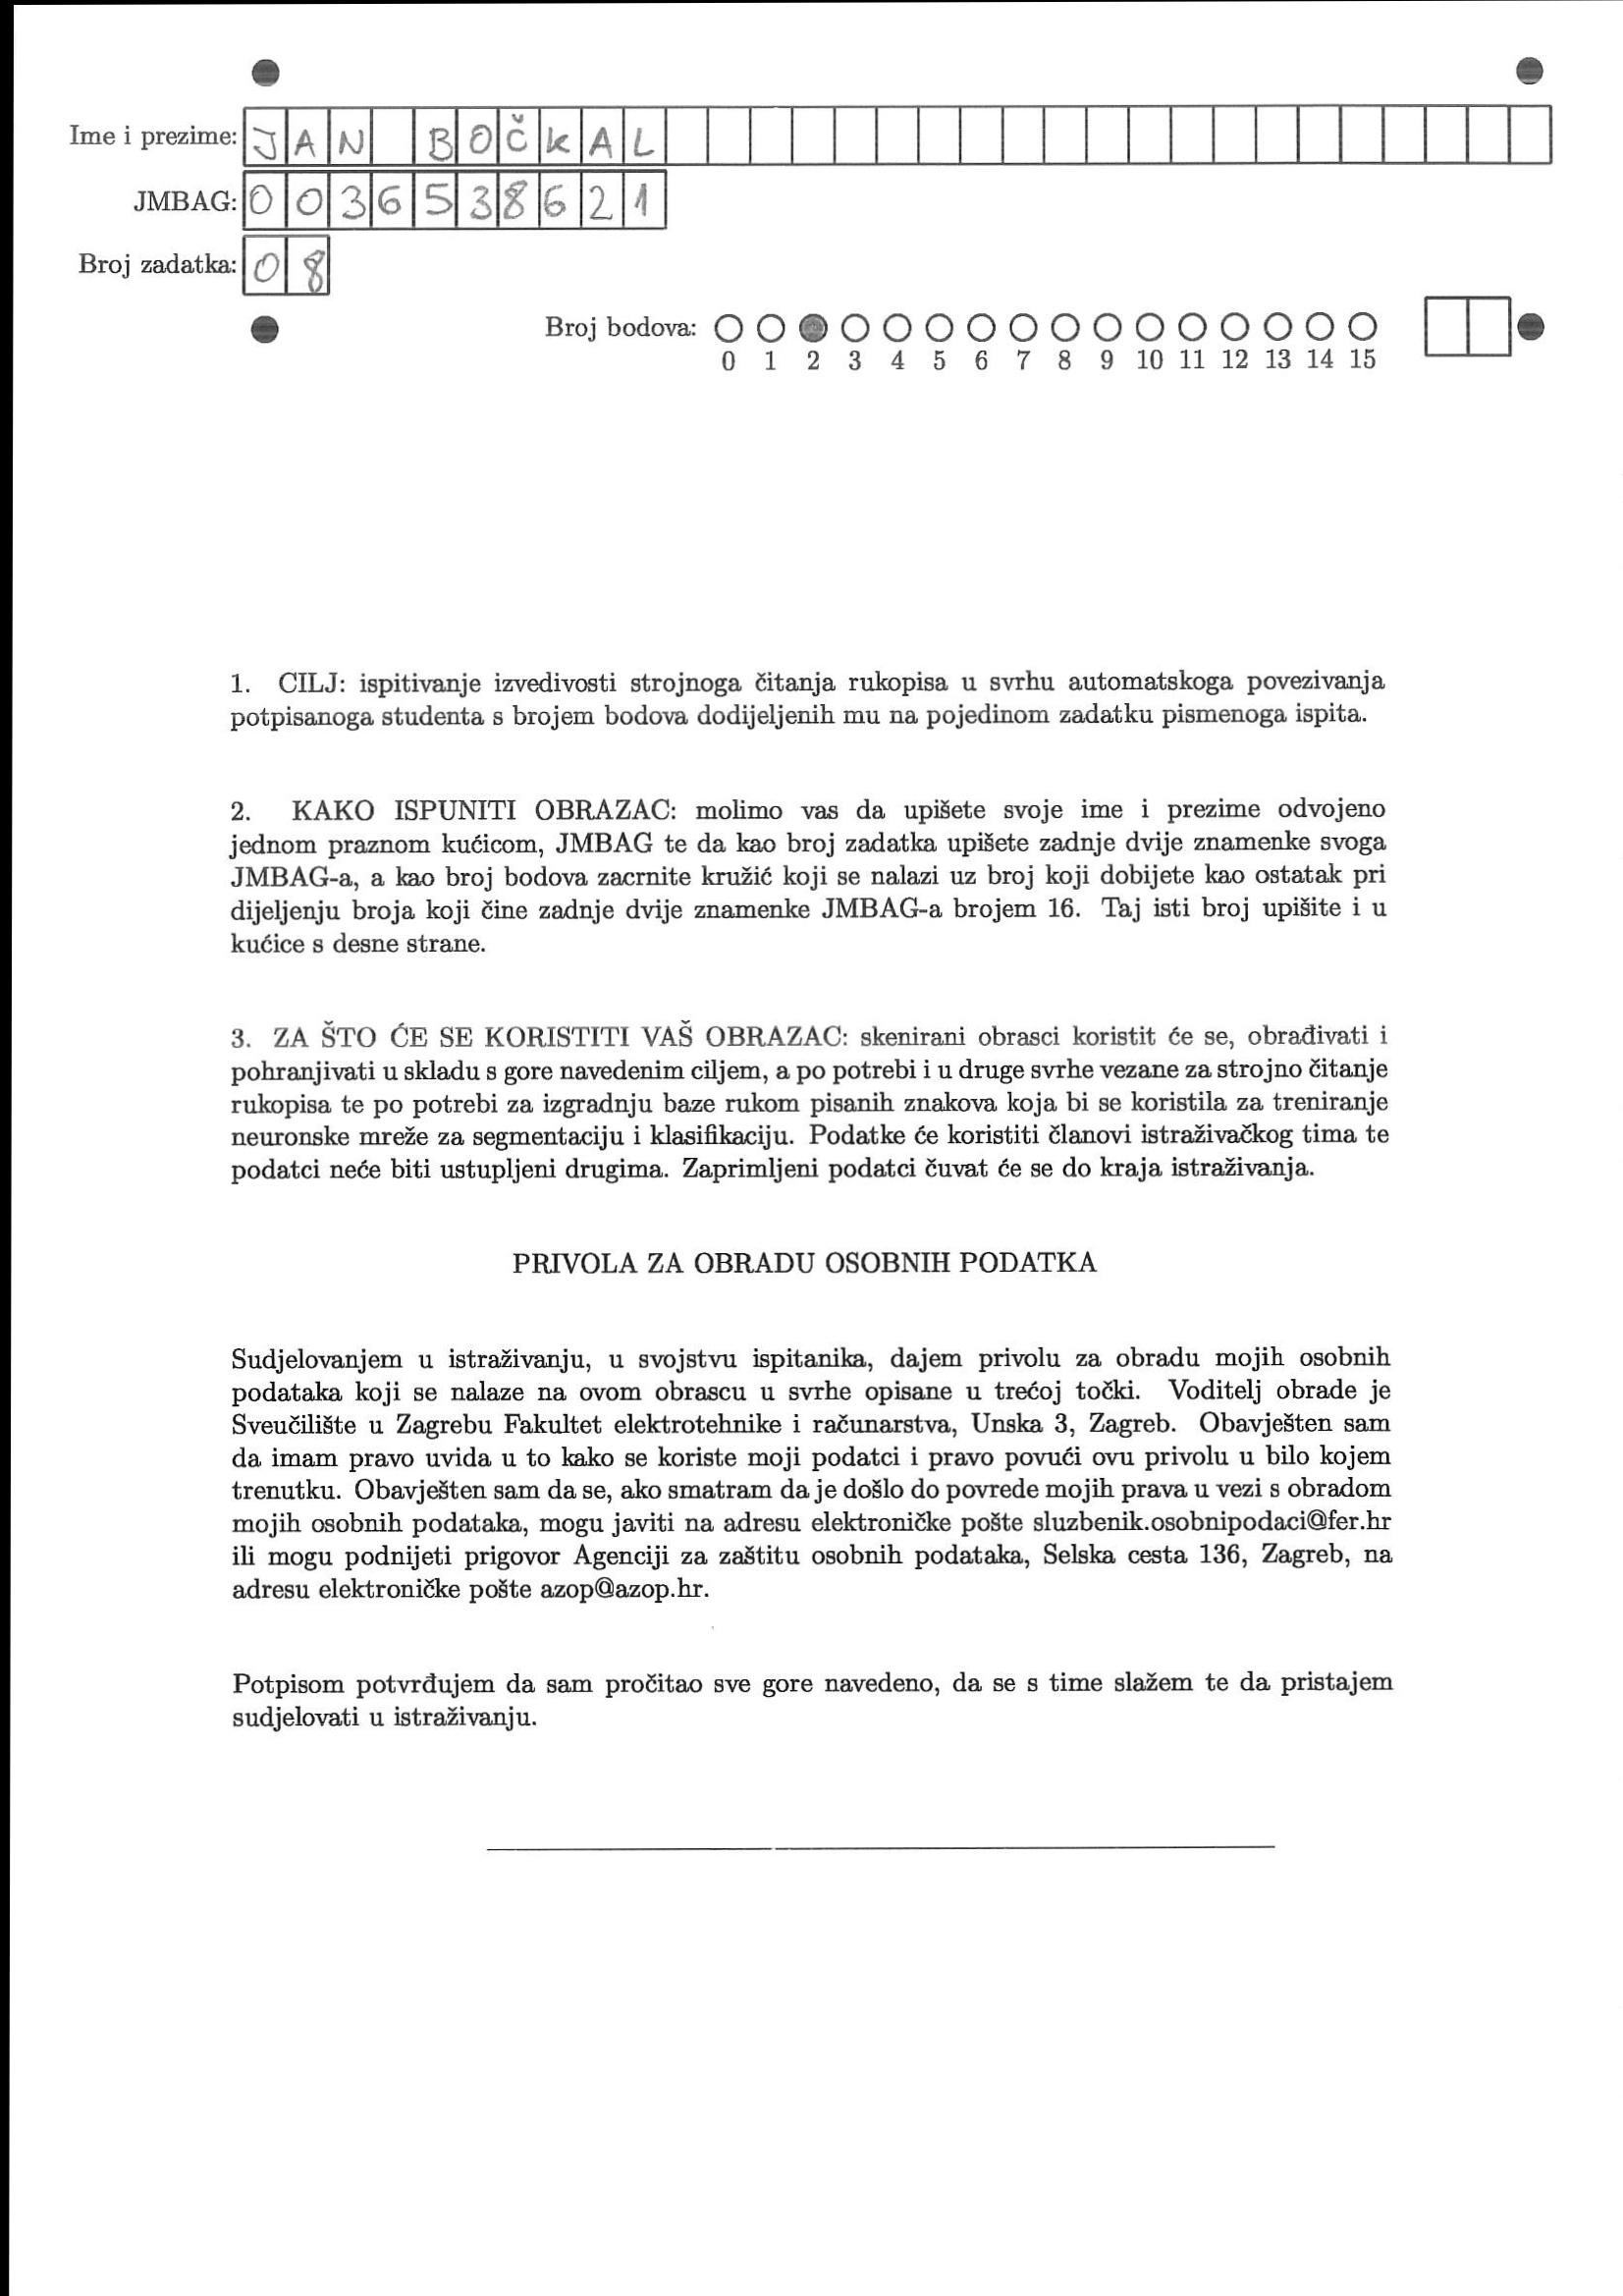 Ime i prezime: JAN BOČKAL
JMBAG: 0036538621
Broj zadatka: 08
Broj bodova:
0 1 2 3 4 5 6 7 8 9 10 11 12 13 14 15
1. CILJ: ispitivanje izvedivosti strojnoga čitanja rukopisa u svrhu automatskoga povezivanja
potpisanoga studenta s brojem bodova dodijeljenih mu na pojedinom zadatku pismenoga ispita.
2. KAKO ISPUNITI OBRAZAC: molimo vas da upišete svoje ime i prezime odvojeno
jednom praznom kućicom, JMBAG te da kao broj zadatka upišete zadnje dvije znamenke svoga
JMBAG-a, a kao broj bodova zacrnite kružić koji se nalazi uz broj koji dobijete kao ostatak pri
dijeljenju broja koji čine zadnje dvije znamenke JMBAG-a brojem 16. Taj isti broj upišite i u
kućice s desne strane.
3. ZA ŠTO ĆE SE KORISTITI VAŠ OBRAZAC: skenirani obrasci koristit će se, obrađivati i
pohranjivati u skladu s gore navedenim ciljem, a po potrebi i u druge svrhe vezane za strojno čitanje
rukopisa te po potrebi za izgradnju baze rukom pisanih znakova koja bi se koristila za treniranje
neuronske mreže za segmentaciju i klasifikaciju. Podatke će koristiti članovi istraživačkog tima te
podatci neće biti ustupljeni drugima. Zaprimljeni podatci čuvat će se do kraja istraživanja.
PRIVOLA ZA OBRADU OSOBNIH PODATKA
Sudjelovanjem u istraživanju, u svojstvu ispitanika, dajem privolu za obradu mojih osobnih
podataka koji se nalaze na ovom obrascu u svrhe opisane u trećoj točki. Voditelj obrade je
Sveučilište u Zagrebu Fakultet elektrotehnike i računarstva, Unska 3, Zagreb. Obavješten sam
da imam pravo uvida u to kako se koriste moji podatci i pravo povući ovu privolu u bilo kojem
trenutku. Obavješten sam da se, ako smatram da je došlo do povrede mojih prava u vezi s obradom
mojih osobnih podataka, mogu javiti na adresu elektroničke pošte sluzbenik.osobnipodaci@fer.hr
ili mogu podnijeti prigovor Agenciji za zaštitu osobnih podataka, Selska cesta 136, Zagreb, na
adresu elektroničke pošte azop@azop.hr.
Potpisom potvrđujem da sam pročitao sve gore navedeno, da se s time slažem te da pristajem
sudjelovati u istraživanju.